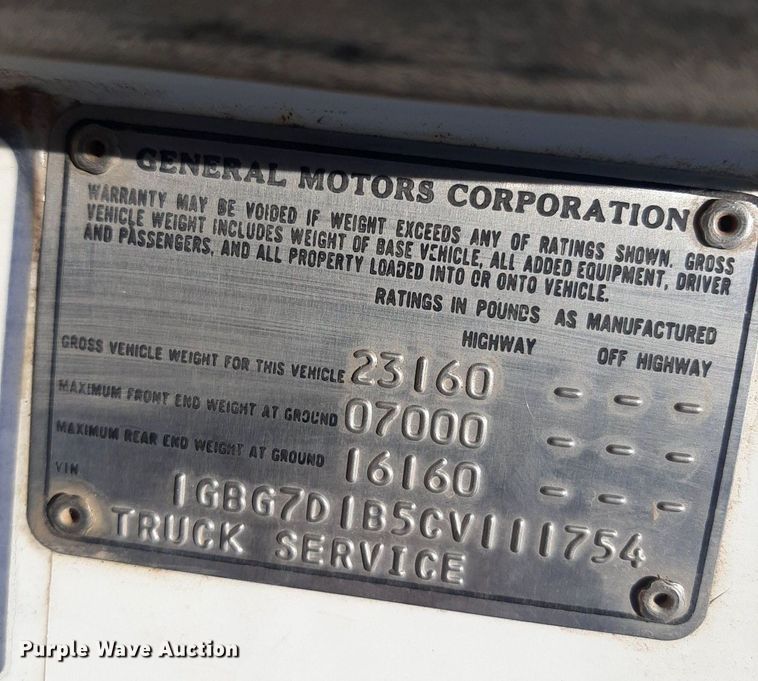 GENERAL MOTORS CORPORATION
WARRANTY MAY BE VOIDED IF WEIGHT EXCEEDS ANY OF RATINGS SHOWN. GROSS
VEHICLE WEIGHT INCLUDES WEIGHT OF BASE VEHICLE, ALL ADDED EQUIPMENT, DRIVER
AND PASSENGERS, AND ALL PROPERTY LOADED INTO OR ONTO VEHICLE.
RATINGS IN POUNDS AS MANUFACTURED
HIGHWAY OFF HIGHWAY
GROSS VEHICLE WEIGHT FOR THIS VEHICLE 23160 - - -
MAXIMUM FRONT END WEIGHT AT GROUND 07000 - - -
MAXIMUM REAR END WEIGHT AT GROUND 16160 - - -
VIN 1GBG7D1B5CV111754
TRUCK SERVICE
Purple Wave Auction